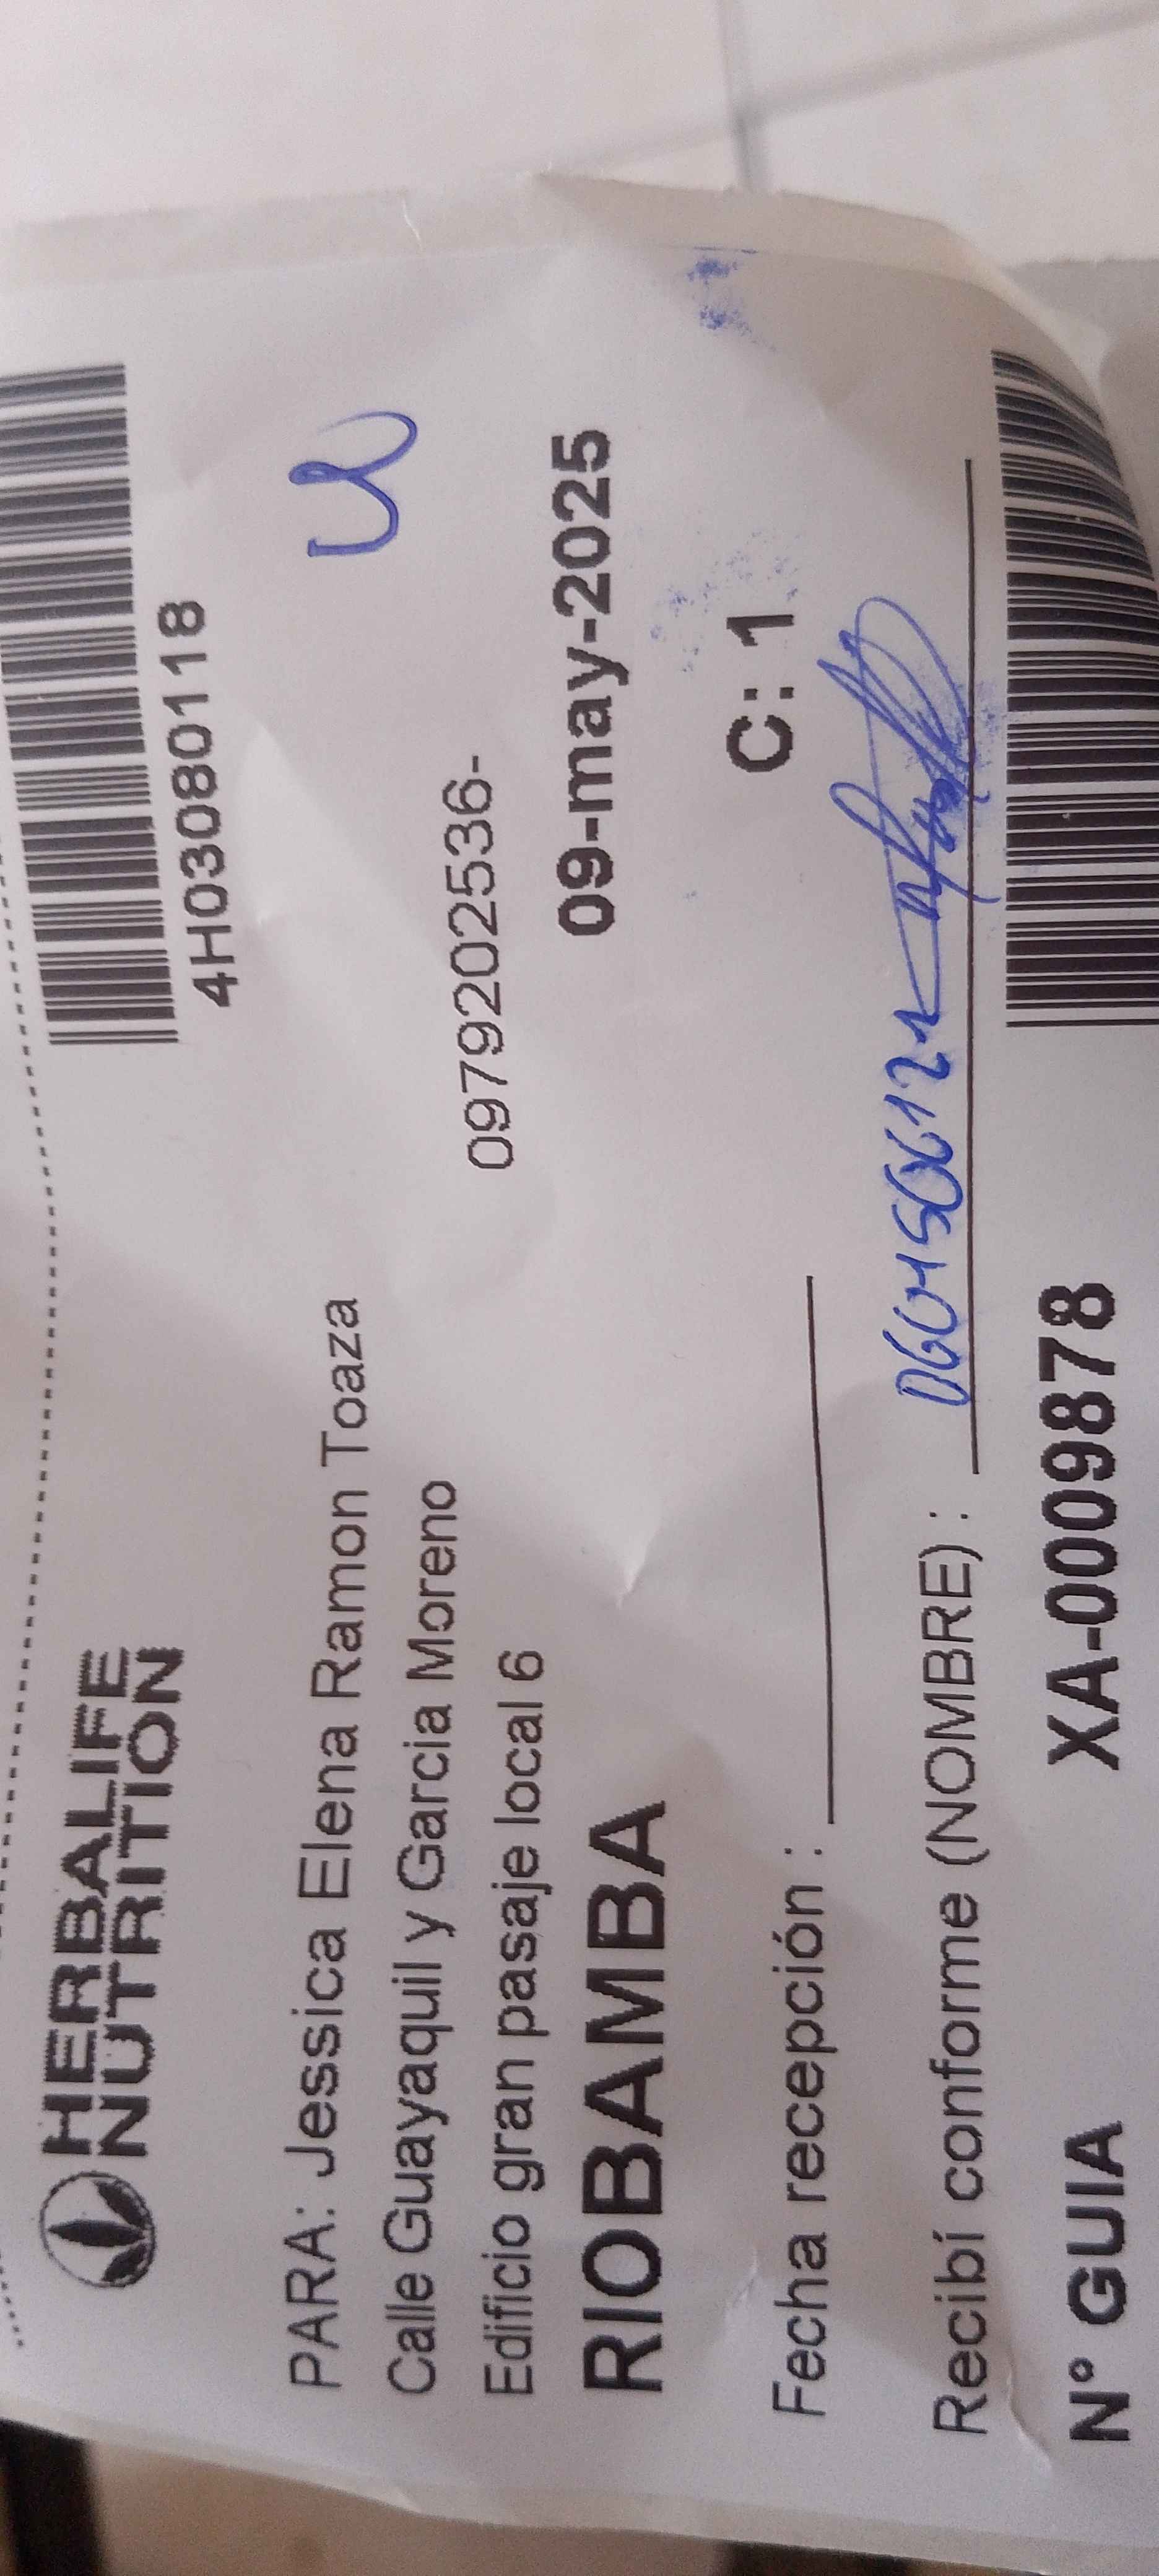 HERBALIFE
NUTRITION
4H03080118
PARA: Jessica Elena Ramon Toaza
Calle Guayaquil y Garcia Moreno
0979202536-
Edificio gran pasaje local 6
RIOBAMBA
09-may-2025
C: 1
Fecha recepción :
Recibí conforme (NOMBRE) :
N° GUIA
XA-0009878